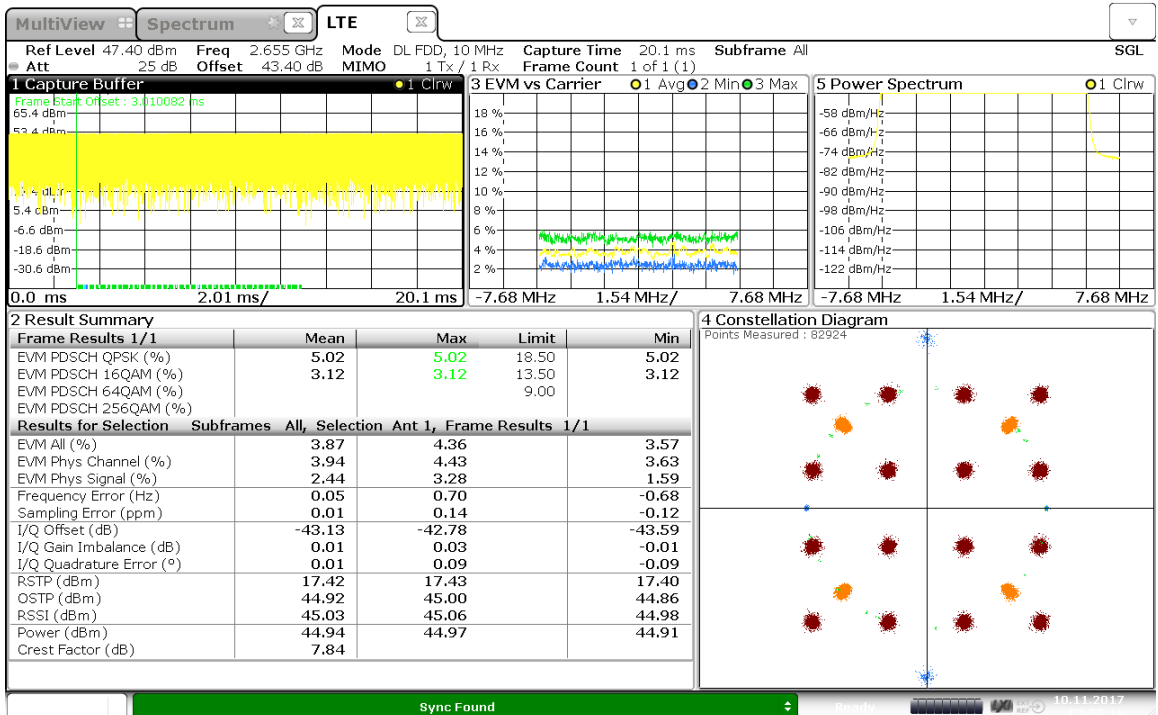 MultiView Spectrum LTE
Ref Level 47.40 dBm Freq 2.655 GHz Mode DL FDD, 10 MHz Capture Time 20.1 ms Subframe All SGL
Att 25 dB Offset 43.40 dB MIMO 1 Tx / 1 Rx Frame Count 1 of 1 (1)
1 Capture Buffer 1 Clrw
Frame Start Offset : 3.010082 ms
65.4 dBm
53.4 dBm
5.4 dBm
-6.6 dBm
-18.6 dBm
-30.6 dBm
0.0 ms 2.01 ms/ 20.1 ms
3 EVM vs Carrier 1 Avg 2 Min 3 Max
18 %
16 %
14 %
12 %
10 %
8 %
6 %
4 %
2 %
-7.68 MHz 1.54 MHz/ 7.68 MHz
5 Power Spectrum 1 Clrw
-58 dBm/Hz
-66 dBm/Hz
-74 dBm/Hz
-82 dBm/Hz
-90 dBm/Hz
-98 dBm/Hz
-106 dBm/Hz
-114 dBm/Hz
-122 dBm/Hz
-7.68 MHz 1.54 MHz/ 7.68 MHz
2 Result Summary
Frame Results 1/1 Mean Max Limit Min
EVM PDSCH QPSK (%) 5.02 5.02 18.50 5.02
EVM PDSCH 16QAM (%) 3.12 3.12 13.50 3.12
EVM PDSCH 64QAM (%) 9.00
EVM PDSCH 256QAM (%)
Results for Selection Subframes All, Selection Ant 1, Frame Results 1/1
EVM All (%) 3.87 4.36 3.57
EVM Phys Channel (%) 3.94 4.43 3.63
EVM Phys Signal (%) 2.44 3.28 1.59
Frequency Error (Hz) 0.05 0.70 -0.68
Sampling Error (ppm) 0.01 0.14 -0.12
I/Q Offset (dB) -43.13 -42.78 -43.59
I/Q Gain Imbalance (dB) 0.01 0.03 -0.01
I/Q Quadrature Error (°) 0.01 0.09 -0.09
RSTP (dBm) 17.42 17.43 17.40
OSTP (dBm) 44.92 45.00 44.86
RSSI (dBm) 45.03 45.06 44.98
Power (dBm) 44.94 44.97 44.91
Crest Factor (dB) 7.84
4 Constellation Diagram
Points Measured : 82924
Sync Found
Ready
10.11.2017